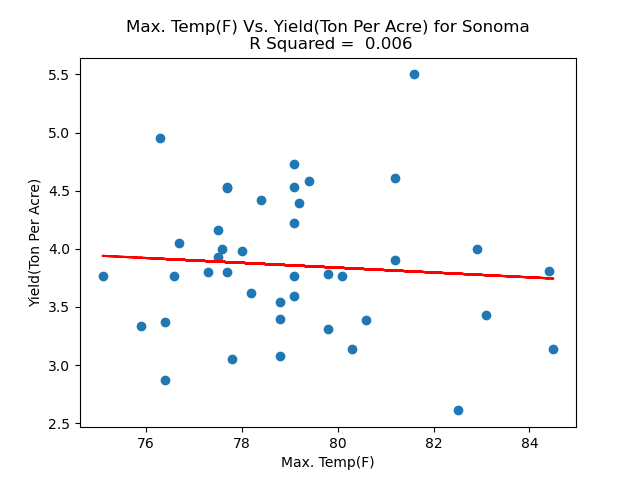 Max. Temp(F) Vs. Yield(Ton Per Acre) for Sonoma
R Squared =  0.006
5.5
5.0
4.5
4.0
3.5
3.0
2.5
Yield(Ton Per Acre)
76 78 80 82 84
Max. Temp(F)